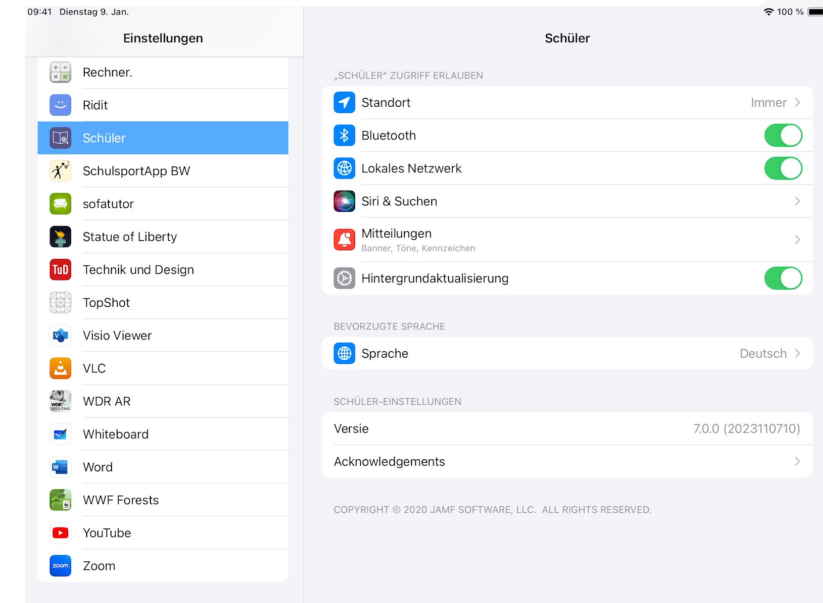 09:41 Dienstag 9. Jan.
100 %
Einstellungen
Rechner.
Ridit
Schüler
SchulsportApp BW
sofatutor
Statue of Liberty
TuD
Technik und Design
TopShot
Visio Viewer
VLC
WDR AR
Whiteboard
Word
WWF Forests
YouTube
zoom
Zoom
Schüler
„SCHÜLER“ ZUGRIFF ERLAUBEN
Standort
Immer
Bluetooth
Lokales Netzwerk
Siri & Suchen
Mitteilungen
Banner, Töne, Kennzeichen
Hintergrundaktualisierung
BEVORZUGTE SPRACHE
Sprache
Deutsch
SCHÜLER-EINSTELLUNGEN
Versie
7.0.0 (2023110710)
Acknowledgements
COPYRIGHT © 2020 JAMF SOFTWARE, LLC. ALL RIGHTS RESERVED.